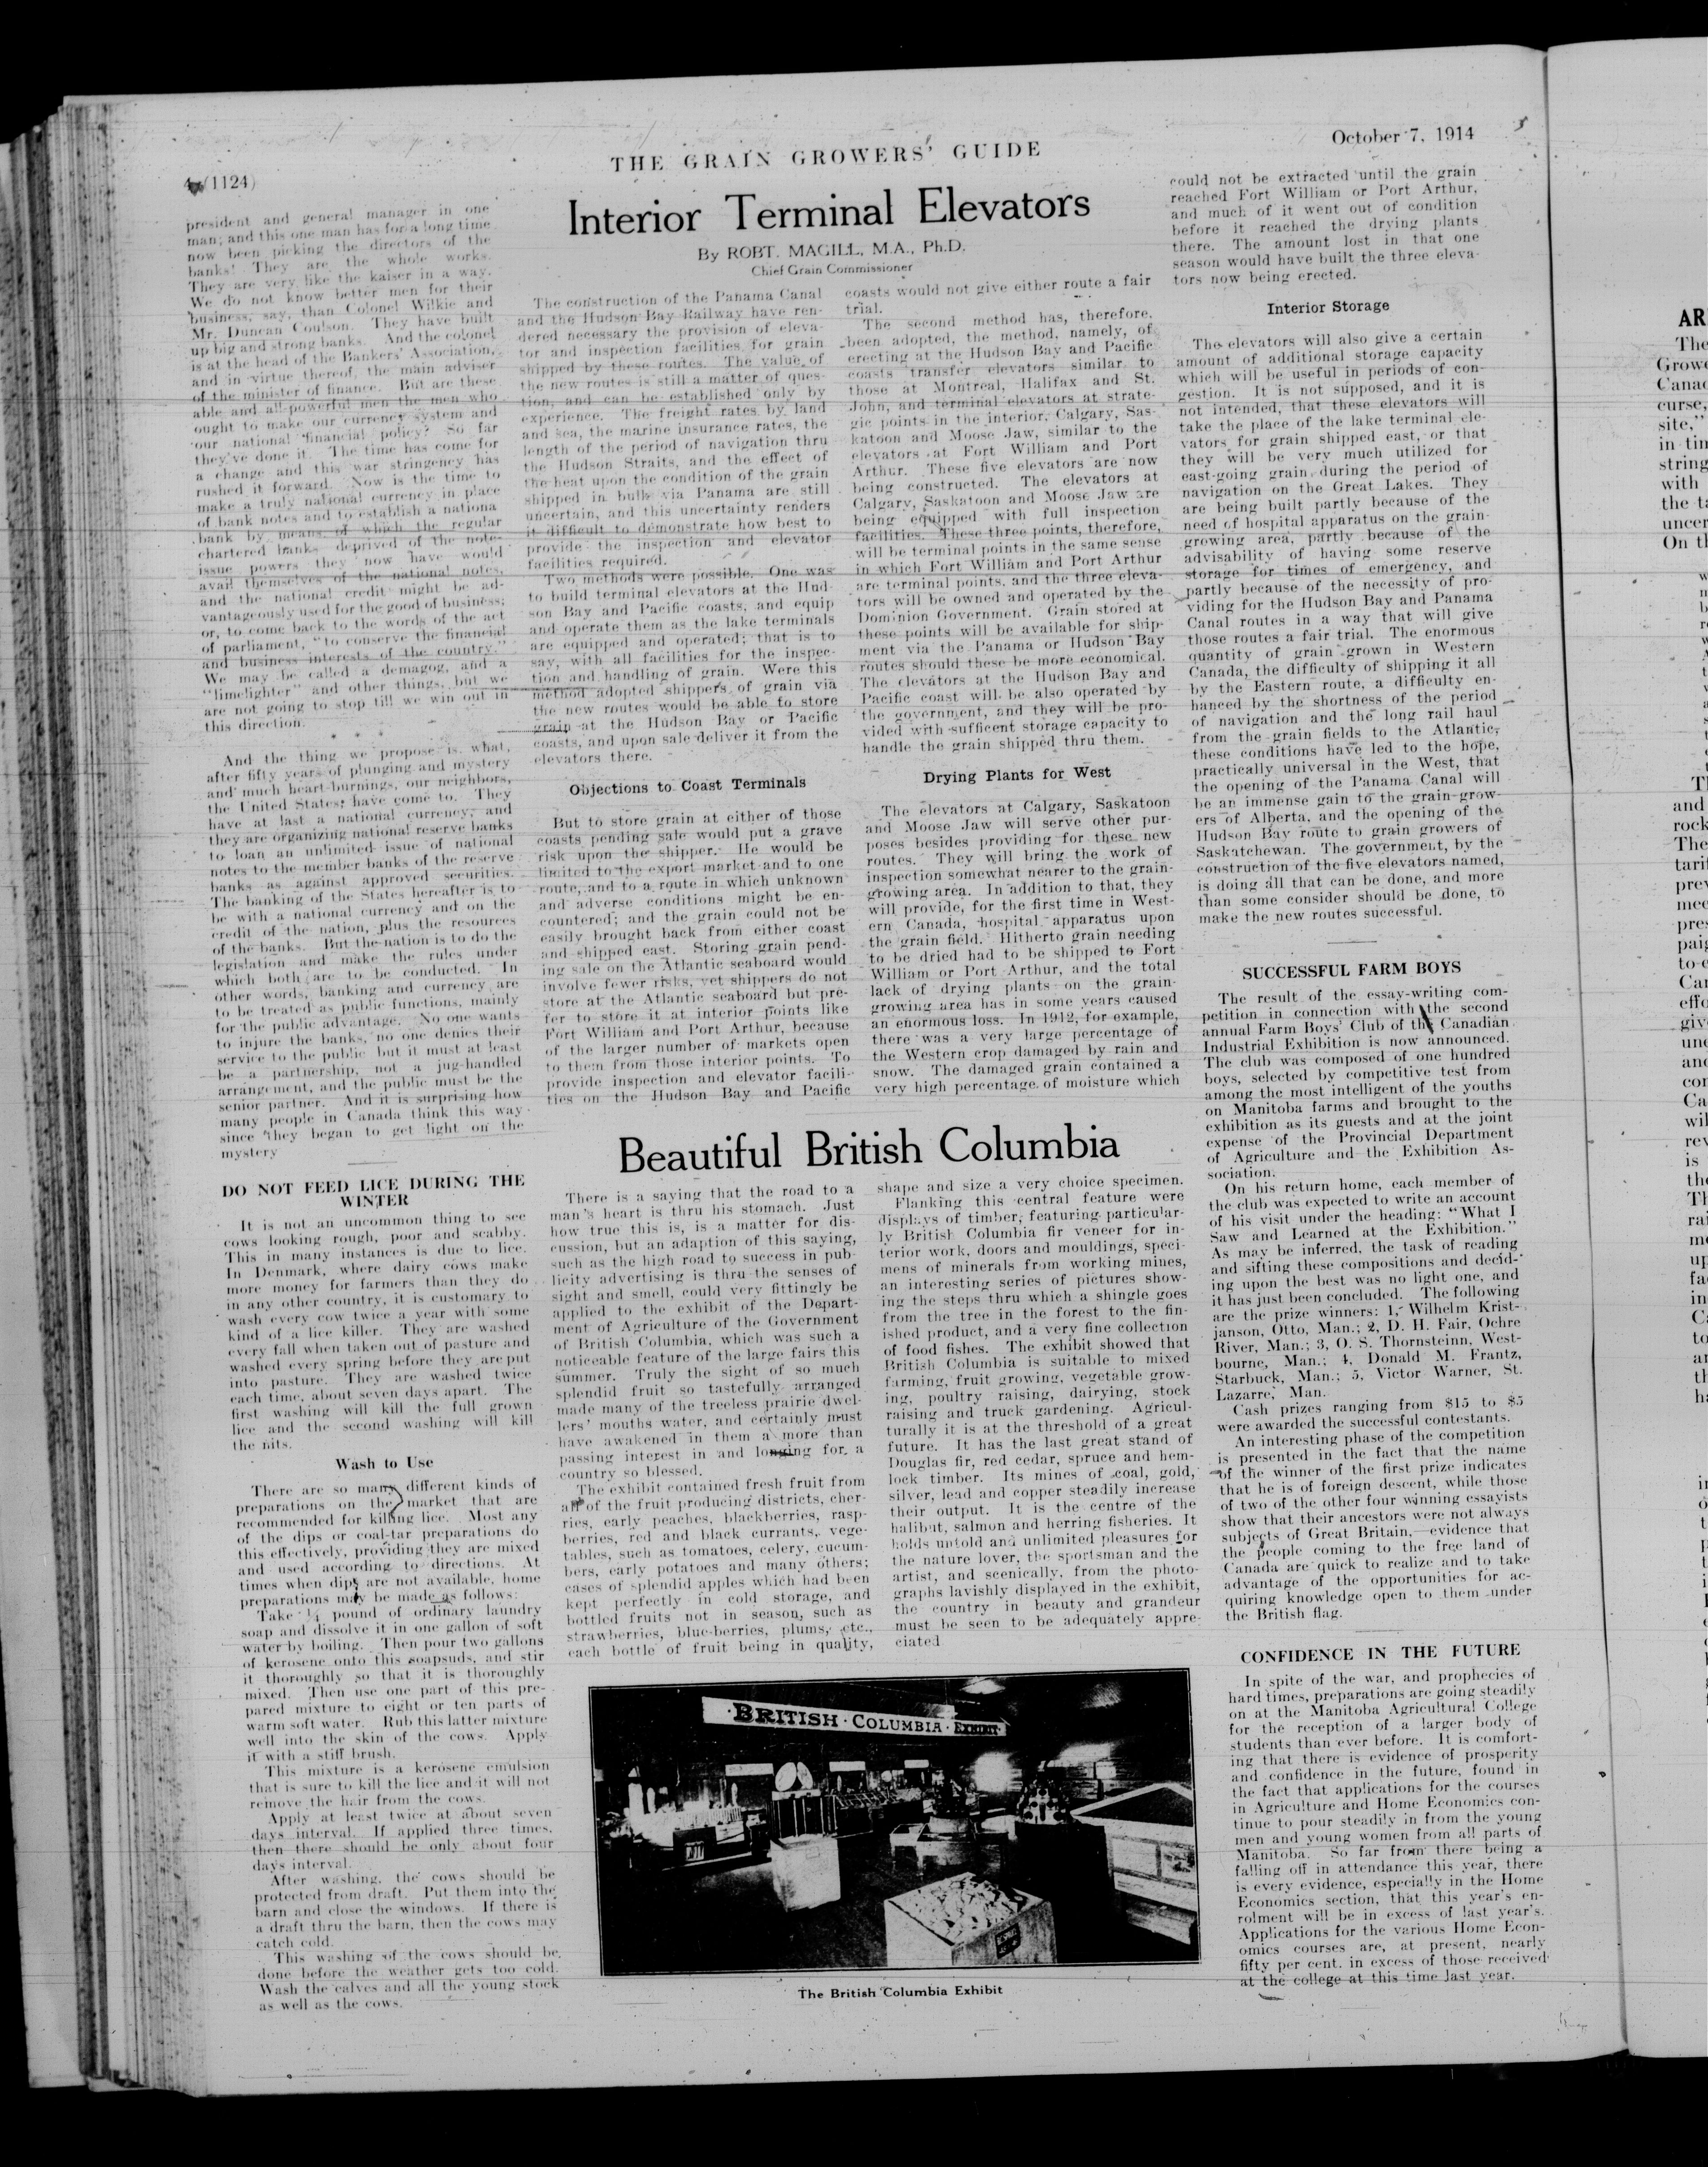 4 (1124)
THE GRAIN GROWERS' GUIDE
October 7, 1914
president and general manager in one
man; and this one man has for a long time
now been picking the directors of the
banks! They are the whole works.
They are very like the kaiser in a way.
We do not know better men for their
business, say, than Colonel Wilkie and
Mr. Duncan Coulson. They have built
up big and strong banks. And the colonel
is at the head of the Bankers' Association,
and in virtue thereof, the main adviser
of the minister of finance. But are these
able and all-powerful men the men who
ought to make our currency system and
our national financial policy? So far
they've done it. The time has come for
a change and this war stringency has
rushed it forward. Now is the time to
make a truly national currency in place
of bank notes and to establish a nationa
bank by means of which the regular
chartered banks deprived of the note-
issue powers they now have would
avail themselves of the national notes,
and the national credit might be ad-
vantageously used for the good of business;
or, to come back to the words of the act
of parliament, "to conserve the financial
and business interests of the country."
We may be called a demagog, and a
"limelighter" and other things, but we
are not going to stop till we win out in
this direction.
And the thing we propose is what,
after fifty years of plunging and mystery
and much heart-burnings, our neighbors,
the United States, have come to. They
have at last a national currency, and
they are organizing national reserve banks
to loan an unlimited issue of national
notes to the member banks of the reserve
banks as against approved securities.
The banking of the States hereafter is to
be with a national currency and on the
credit of the nation, plus the resources
of the banks. But the nation is to do the
legislation and make the rules under
which both are to be conducted. In
other words, banking and currency are
to be treated as public functions, mainly
for the public advantage. No one wants
to injure the banks, no one denies their
service to the public but it must at least
be a partnership, not a jug-handled
arrangement, and the public must be the
senior partner. And it is surprising how
many people in Canada think this way
since they began to get light on the
mystery
DO NOT FEED LICE DURING THE
WINTER
It is not an uncommon thing to see
cows looking rough, poor and scabby.
This in many instances is due to lice.
In Denmark, where dairy cows make
more money for farmers than they do
in any other country, it is customary to
wash every cow twice a year with some
kind of a lice killer. They are washed
every fall when taken out of pasture and
washed every spring before they are put
into pasture. They are washed twice
each time, about seven days apart. The
first washing will kill the full grown
lice and the second washing will kill
the nits.
Wash to Use
There are so many different kinds of
preparations on the market that are
recommended for killing lice. Most any
of the dips or coal-tar preparations do
this effectively, providing they are mixed
and used according to directions. At
times when dips are not available, home
preparations may be made as follows:
Take ¼ pound of ordinary laundry
soap and dissolve it in one gallon of soft
water by boiling. Then pour two gallons
of kerosene onto this soapsuds, and stir
it thoroughly so that it is thoroughly
mixed. Then use one part of this pre-
pared mixture to eight or ten parts of
warm soft water. Rub this latter mixture
well into the skin of the cows. Apply
it with a stiff brush.
This mixture is a kerosene emulsion
that is sure to kill the lice and it will not
remove the hair from the cows.
Apply at least twice at about seven
days interval. If applied three times,
then there should be only about four
days interval.
After washing, the cows should be
protected from draft. Put them into the
barn and close the windows. If there is
a draft thru the barn, then the cows may
catch cold.
This washing of the cows should be
done before the weather gets too cold.
Wash the calves and all the young stock
as well as the cows.
Interior Terminal Elevators
By ROBT. MAGILL, M.A., Ph.D.
Chief Grain Commissioner
The construction of the Panama Canal
and the Hudson Bay Railway have ren-
dered necessary the provision of eleva-
tor and inspection facilities for grain
shipped by these routes. The value of
the new routes is still a matter of ques-
tion, and can be established only by
experience. The freight rates by land
and sea, the marine insurance rates, the
length of the period of navigation thru
the Hudson Straits, and the effect of
the heat upon the condition of the grain
shipped in bulk via Panama are still
uncertain, and this uncertainty renders
it difficult to demonstrate how best to
provide the inspection and elevator
facilities required.
Two methods were possible. One was
to build terminal elevators at the Hud-
son Bay and Pacific coasts, and equip
and operate them as the lake terminals
are equipped and operated; that is to
say, with all facilities for the inspec-
tion and handling of grain. Were this
method adopted shippers of grain via
the new routes would be able to store
grain at the Hudson Bay or Pacific
coasts, and upon sale deliver it from the
elevators there.
Objections to Coast Terminals
But to store grain at either of those
coasts pending sale would put a grave
risk upon the shipper. He would be
limited to the export market and to one
route, and to a route in which unknown
and adverse conditions might be en-
countered; and the grain could not be
easily brought back from either coast
and shipped east. Storing grain pend-
ing sale on the Atlantic seaboard would
involve fewer risks, yet shippers do not
store at the Atlantic seaboard but pre-
fer to store it at interior points like
Fort William and Port Arthur, because
of the larger number of markets open
to them from those interior points. To
provide inspection and elevator facili-
ties on the Hudson Bay and Pacific
coasts would not give either route a fair
trial.
The second method has, therefore,
been adopted, the method, namely, of
erecting at the Hudson Bay and Pacific
coasts transfer elevators similar to
those at Montreal, Halifax and St.
John, and terminal elevators at strate-
gic points in the interior, Calgary, Sas-
katoon and Moose Jaw, similar to the
elevators at Fort William and Port
Arthur. These five elevators are now
being constructed. The elevators at
Calgary, Saskatoon and Moose Jaw are
being equipped with full inspection
facilities. These three points, therefore,
will be terminal points in the same sense
in which Fort William and Port Arthur
are terminal points, and the three eleva-
tors will be owned and operated by the
Dominion Government. Grain stored at
these points will be available for ship-
ment via the Panama or Hudson Bay
routes should these be more economical.
The elevators at the Hudson Bay and
Pacific coast will be also operated by
the government, and they will be pro-
vided with sufficent storage capacity to
handle the grain shipped thru them.
Drying Plants for West
The elevators at Calgary, Saskatoon
and Moose Jaw will serve other pur-
poses besides providing for these new
routes. They will bring the work of
inspection somewhat nearer to the grain-
growing area. In addition to that, they
will provide, for the first time in West-
ern Canada, hospital apparatus upon
the grain field. Hitherto grain needing
to be dried had to be shipped to Fort
William or Port Arthur, and the total
lack of drying plants on the grain-
growing area has in some years caused
an enormous loss. In 1912, for example,
there was a very large percentage of
the Western crop damaged by rain and
snow. The damaged grain contained a
very high percentage of moisture which
could not be extracted until the grain
reached Fort William or Port Arthur,
and much of it went out of condition
before it reached the drying plants
there. The amount lost in that one
season would have built the three eleva-
tors now being erected.
Interior Storage
The elevators will also give a certain
amount of additional storage capacity
which will be useful in periods of con-
gestion. It is not supposed, and it is
not intended, that these elevators will
take the place of the lake terminal ele-
vators for grain shipped east, or that
they will be very much utilized for
east-going grain during the period of
navigation on the Great Lakes. They
are being built partly because of the
need of hospital apparatus on the grain-
growing area, partly because of the
advisability of having some reserve
storage for times of emergency, and
partly because of the necessity of pro-
viding for the Hudson Bay and Panama
Canal routes in a way that will give
those routes a fair trial. The enormous
quantity of grain grown in Western
Canada, the difficulty of shipping it all
by the Eastern route, a difficulty en-
hanced by the shortness of the period
of navigation and the long rail haul
from the grain fields to the Atlantic,
these conditions have led to the hope,
practically universal in the West, that
the opening of the Panama Canal will
be an immense gain to the grain-grow-
ers of Alberta, and the opening of the
Hudson Bay route to grain growers of
Saskatchewan. The government, by the
construction of the five elevators named,
is doing all that can be done, and more
than some consider should be done, to
make the new routes successful.
Beautiful British Columbia
There is a saying that the road to a
man's heart is thru his stomach. Just
how true this is, is a matter for dis-
cussion, but an adaption of this saying,
such as the high road to success in pub-
licity advertising is thru the senses of
sight and smell, could very fittingly be
applied to the exhibit of the Depart-
ment of Agriculture of the Government
of British Columbia, which was such a
noticeable feature of the large fairs this
summer. Truly the sight of so much
splendid fruit so tastefully arranged
made many of the treeless prairie dwel-
lers' mouths water, and certainly must
have awakened in them a more than
passing interest in and longing for a
country so blessed.
The exhibit contained fresh fruit from
all of the fruit producing districts, cher-
ries, early peaches, blackberries, rasp-
berries, red and black currants, vege-
tables, such as tomatoes, celery, cucum-
bers, early potatoes and many others;
cases of splendid apples which had been
kept perfectly in cold storage, and
bottled fruits not in season, such as
strawberries, blue-berries, plums, etc.,
each bottle of fruit being in quality,
shape and size a very choice specimen.
Flanking this central feature were
displays of timber, featuring particular-
ly British Columbia fir veneer for in-
terior work, doors and mouldings, speci-
mens of minerals from working mines,
an interesting series of pictures show-
ing the steps thru which a shingle goes
from the tree in the forest to the fin-
ished product, and a very fine collection
of food fishes. The exhibit showed that
British Columbia is suitable to mixed
farming, fruit growing, vegetable grow-
ing, poultry raising, dairying, stock
raising and truck gardening. Agricul-
turally it is at the threshold of a great
future. It has the last great stand of
Douglas fir, red cedar, spruce and hem-
lock timber. Its mines of coal, gold,
silver, lead and copper steadily increase
their output. It is the centre of the
halibut, salmon and herring fisheries. It
holds untold and unlimited pleasures for
the nature lover, the sportsman and the
artist, and scenically, from the photo-
graphs lavishly displayed in the exhibit,
the country in beauty and grandeur
must be seen to be adequately appre-
ciated
BRITISH · COLUMBIA · EXHIBIT
The British Columbia Exhibit
SUCCESSFUL FARM BOYS
The result of the essay-writing com-
petition in connection with the second
annual Farm Boys' Club of the Canadian
Industrial Exhibition is now announced.
The club was composed of one hundred
boys, selected by competitive test from
among the most intelligent of the youths
on Manitoba farms and brought to the
exhibition as its guests and at the joint
expense of the Provincial Department
of Agriculture and the Exhibition As-
sociation.
On his return home, each member of
the club was expected to write an account
of his visit under the heading: "What I
Saw and Learned at the Exhibition."
As may be inferred, the task of reading
and sifting these compositions and decid-
ing upon the best was no light one, and
it has just been concluded. The following
are the prize winners: 1, Wilhelm Krist-
janson, Otto, Man.; 2, D. H. Fair, Ochre
River, Man.; 3, O. S. Thornsteinn, West-
bourne, Man.; 4, Donald M. Frantz,
Starbuck, Man.; 5, Victor Warner, St.
Lazarre, Man.
Cash prizes ranging from $15 to $5
were awarded the successful contestants.
An interesting phase of the competition
is presented in the fact that the name
of the winner of the first prize indicates
that he is of foreign descent, while those
of two of the other four winning essayists
show that their ancestors were not always
subjects of Great Britain,—evidence that
the people coming to the free land of
Canada are quick to realize and to take
advantage of the opportunities for ac-
quiring knowledge open to them under
the British flag.
CONFIDENCE IN THE FUTURE
In spite of the war, and prophecies of
hard times, preparations are going steadily
on at the Manitoba Agricultural College
for the reception of a larger body of
students than ever before. It is comfort-
ing that there is evidence of prosperity
and confidence in the future, found in
the fact that applications for the courses
in Agriculture and Home Economics con-
tinue to pour steadily in from the young
men and young women from all parts of
Manitoba. So far from there being a
falling off in attendance this year, there
is every evidence, especially in the Home
Economics section, that this year's en-
rolment will be in excess of last year's.
Applications for the various Home Econ-
omics courses are, at present, nearly
fifty per cent. in excess of those received
at the college at this time last year.